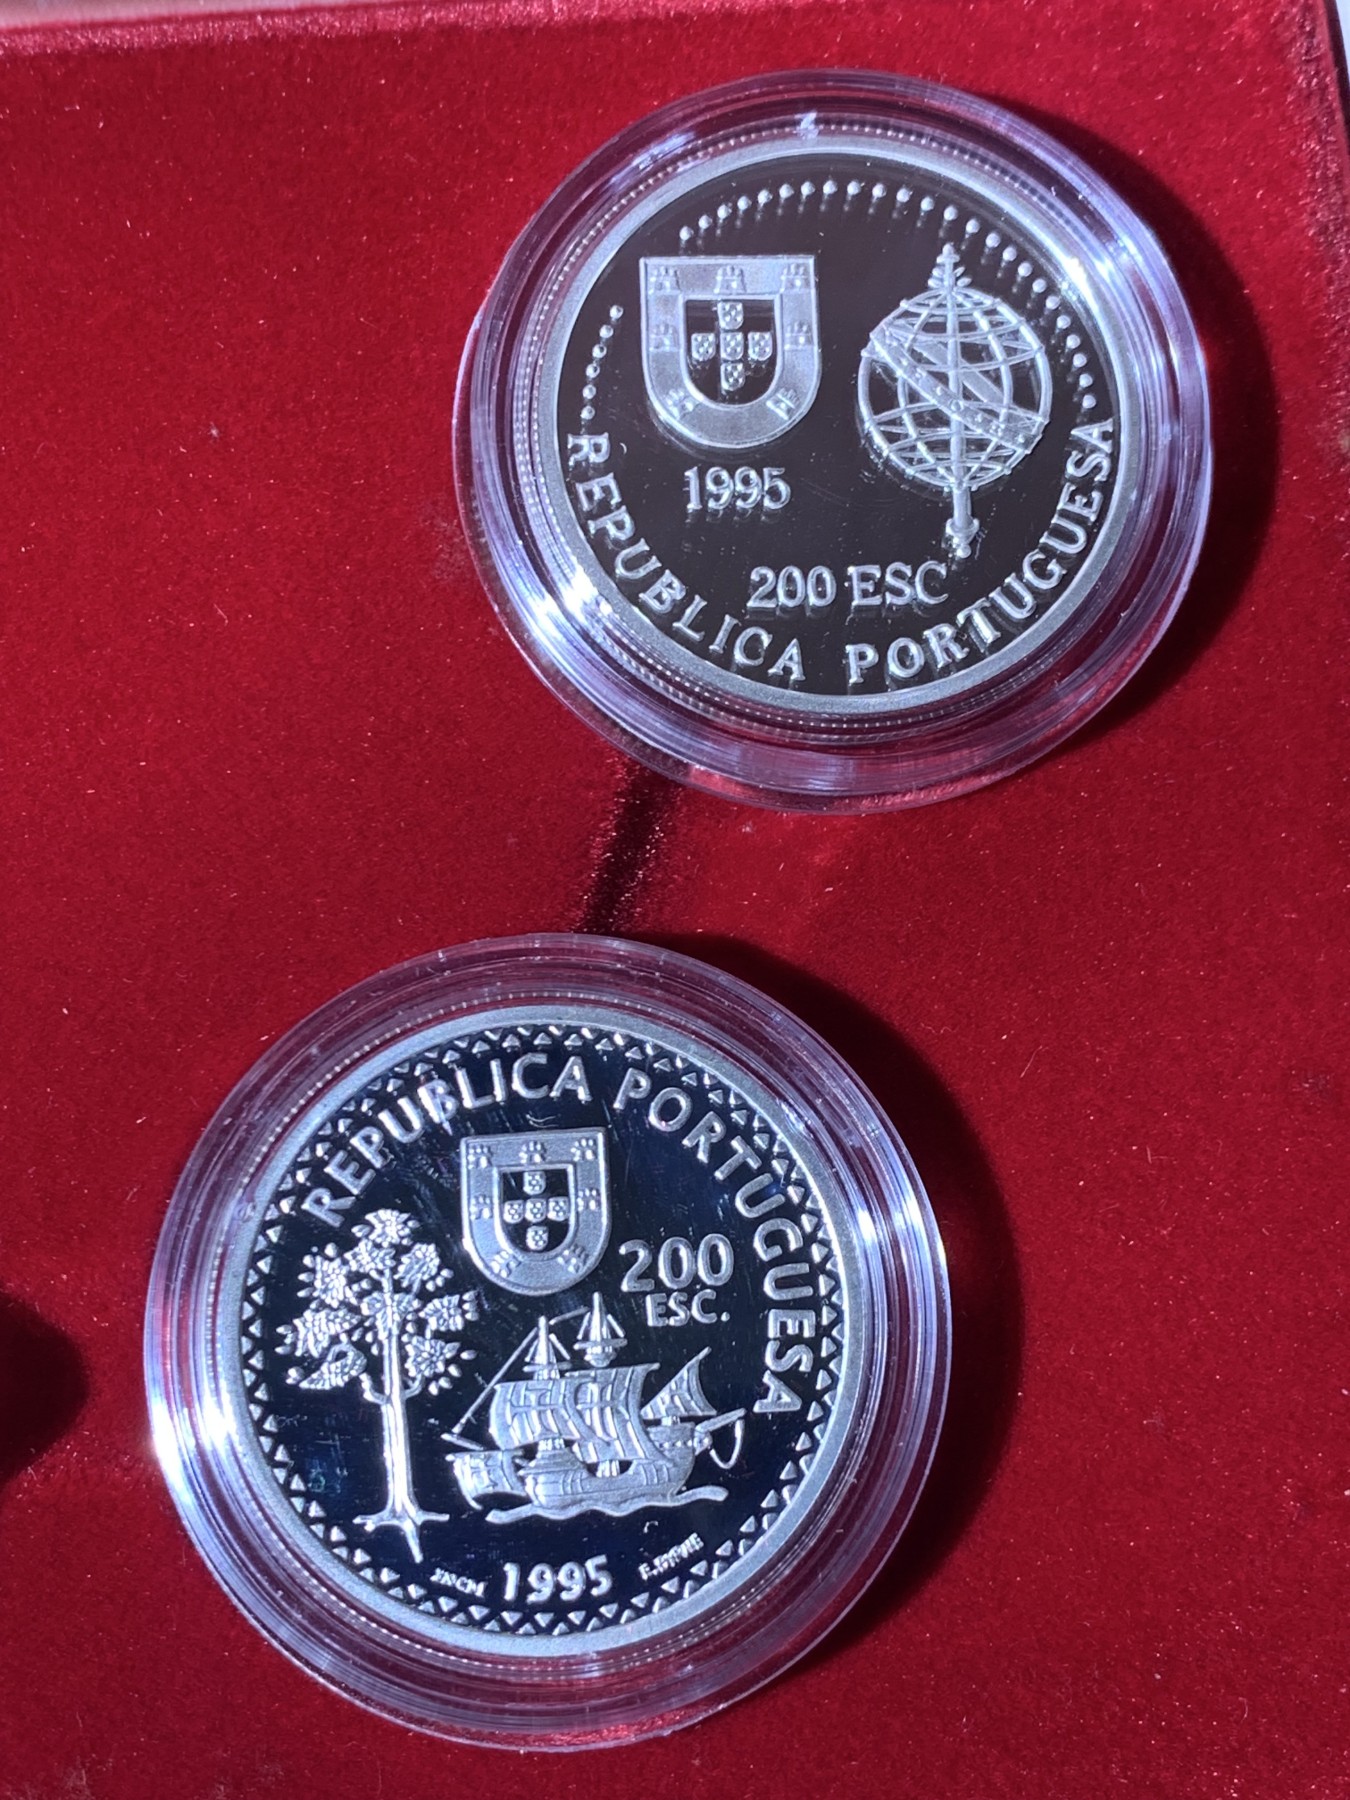 1995
200 ESC
REPUBLICA PORTUGUESA
REPUBLICA PORTUGUESA
200
ESC.
INCM 1995